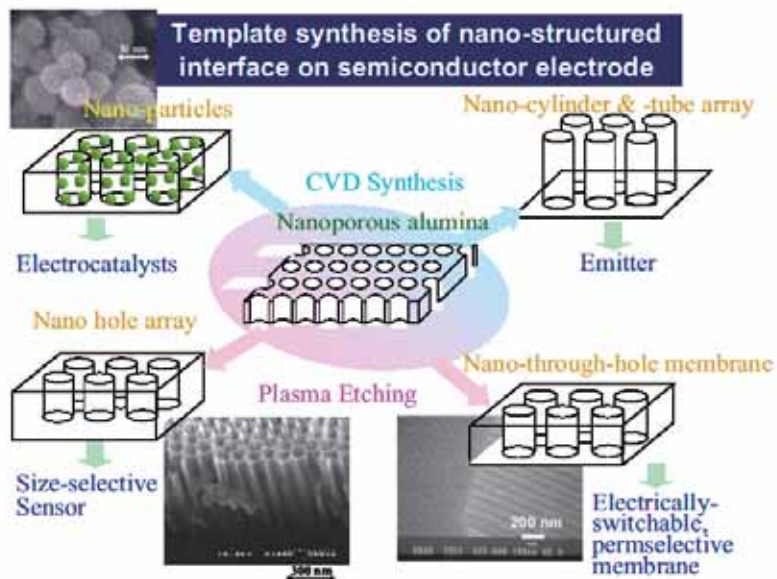 Template synthesis of nano-structured
interface on semiconductor electrode
Nano-particles
Nano-cylinder & -tube array
CVD Synthesis
Nanoporous alumina
Electrocatalysts
Emitter
Nano hole array
Nano-through-hole membrane
Plasma Etching
Size-selective
Sensor
300 nm
200 nm
Electrically-
switchable,
permselective
membrane